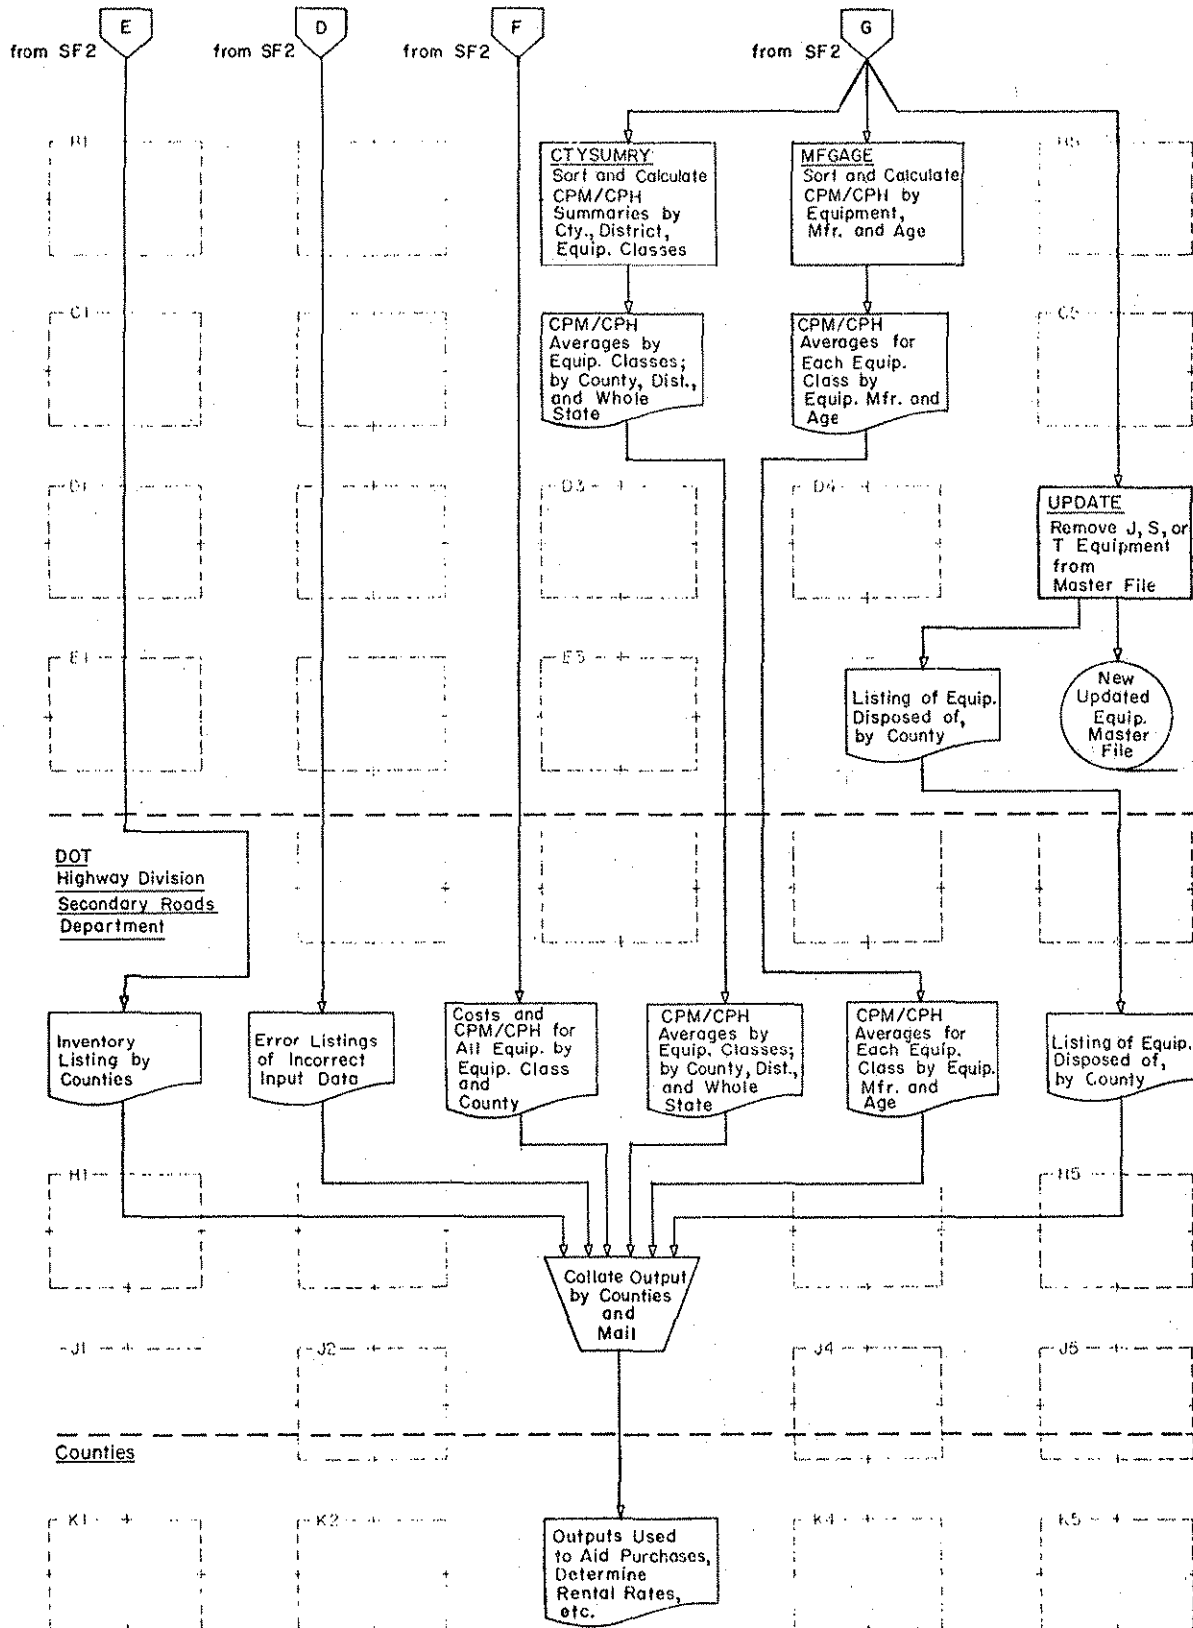 E
D
F
G
from SF2
from SF2
from SF2
from SF2
B1
B5
CTYSUMRY
Sort and Calculate
CPM/CPH
Summaries by
Cty., District,
Equip. Classes
MFGAGE
Sort and Calculate
CPM/CPH by
Equipment,
Mfr. and Age
C1
C5
CPM/CPH
Averages by
Equip. Classes;
by County, Dist.,
and Whole
State
CPM/CPH
Averages for
Each Equip.
Class by
Equip. Mfr. and
Age
D1
D3
D4
UPDATE
Remove J, S, or
T Equipment
from
Master File
E1
E3
Listing of Equip.
Disposed of,
by County
New
Updated
Equip.
Master
File
DOT
Highway Division
Secondary Roads
Department
Inventory
Listing by
Counties
Error Listings
of Incorrect
Input Data
Costs and
CPM/CPH for
All Equip. by
Equip. Class
and
County
CPM/CPH
Averages by
Equip. Classes;
by County, Dist.,
and Whole
State
CPM/CPH
Averages for
Each Equip.
Class by Equip.
Mfr. and
Age
Listing of Equip.
Disposed of,
by County
H1
H5
Collate Output
by Counties
and
Mail
J1
J2
J4
J5
Counties
K1
K2
K4
K5
Outputs Used
to Aid Purchases,
Determine
Rental Rates,
etc.